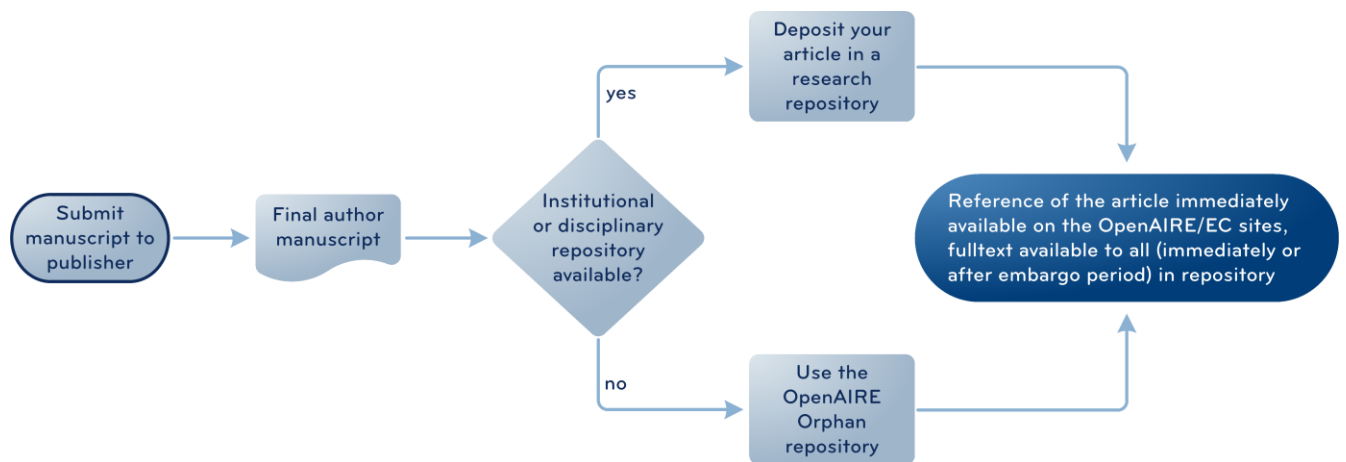 Submit
manuscript to
publisher
Final author
manuscript
Institutional
or disciplinary
repository
available?
yes
Deposit your
article in a
research
repository
no
Use the
OpenAIRE
Orphan
repository
Reference of the article immediately
available on the OpenAIRE/EC sites,
fulltext available to all (immediately or
after embargo period) in repository